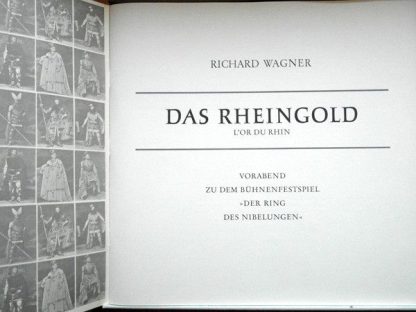 RICHARD WAGNER
DAS RHEINGOLD
L'OR DU RHIN
VORABEND
ZU DEM BÜHNENFESTSPIEL
»DER RING
DES NIBELUNGEN«